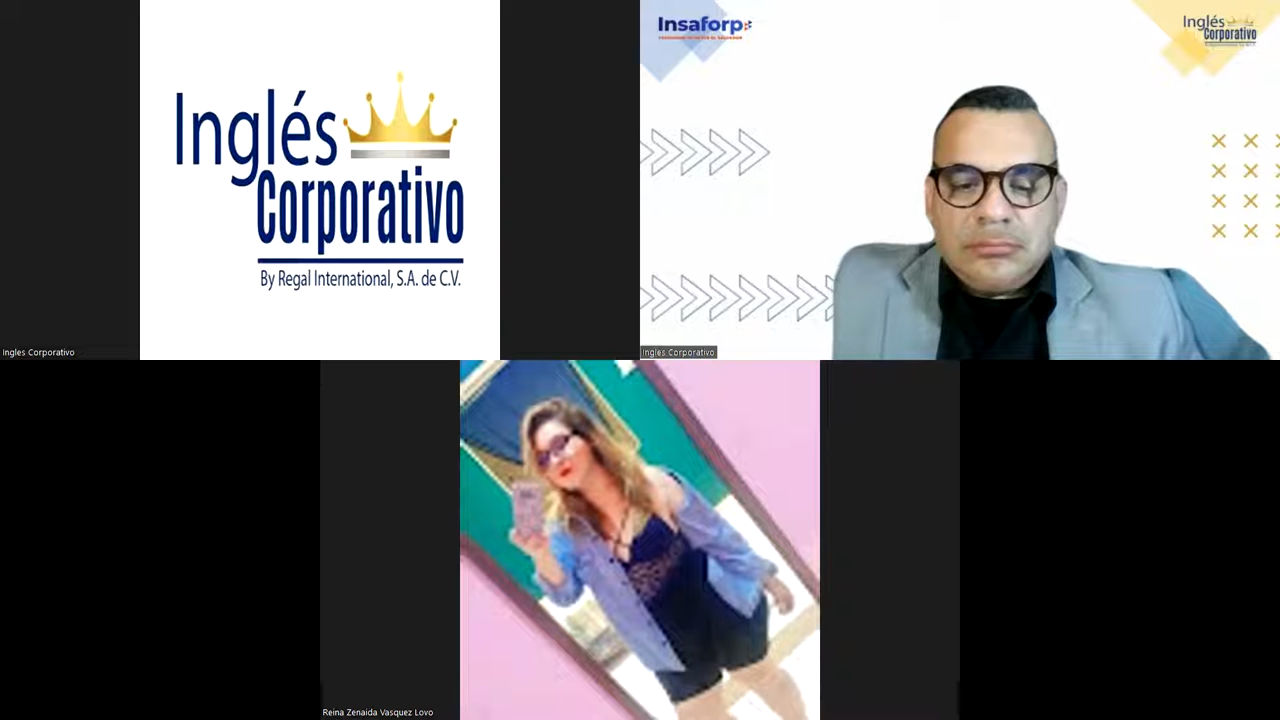 Inglés
Corporativo
By Regal International, S.A. de C.V.
Ingles Corporativo
Insaforp
Inglés
Corporativo
Ingles Corporativo
Reina Zenaida Vasquez Lovo